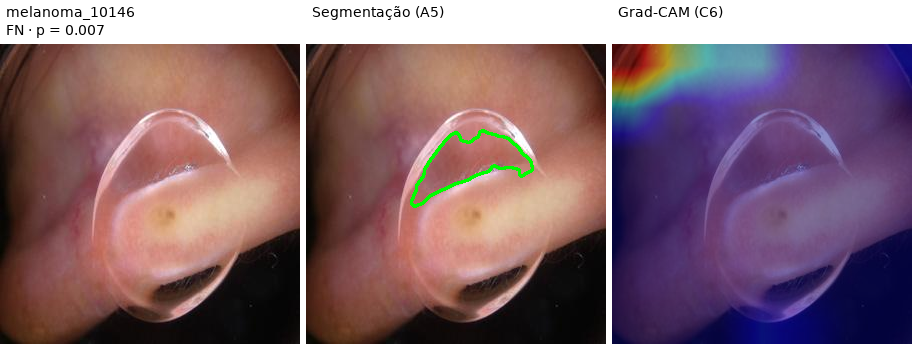 melanoma_10146
FN · p = 0.007
Segmentação (A5)
Grad-CAM (C6)